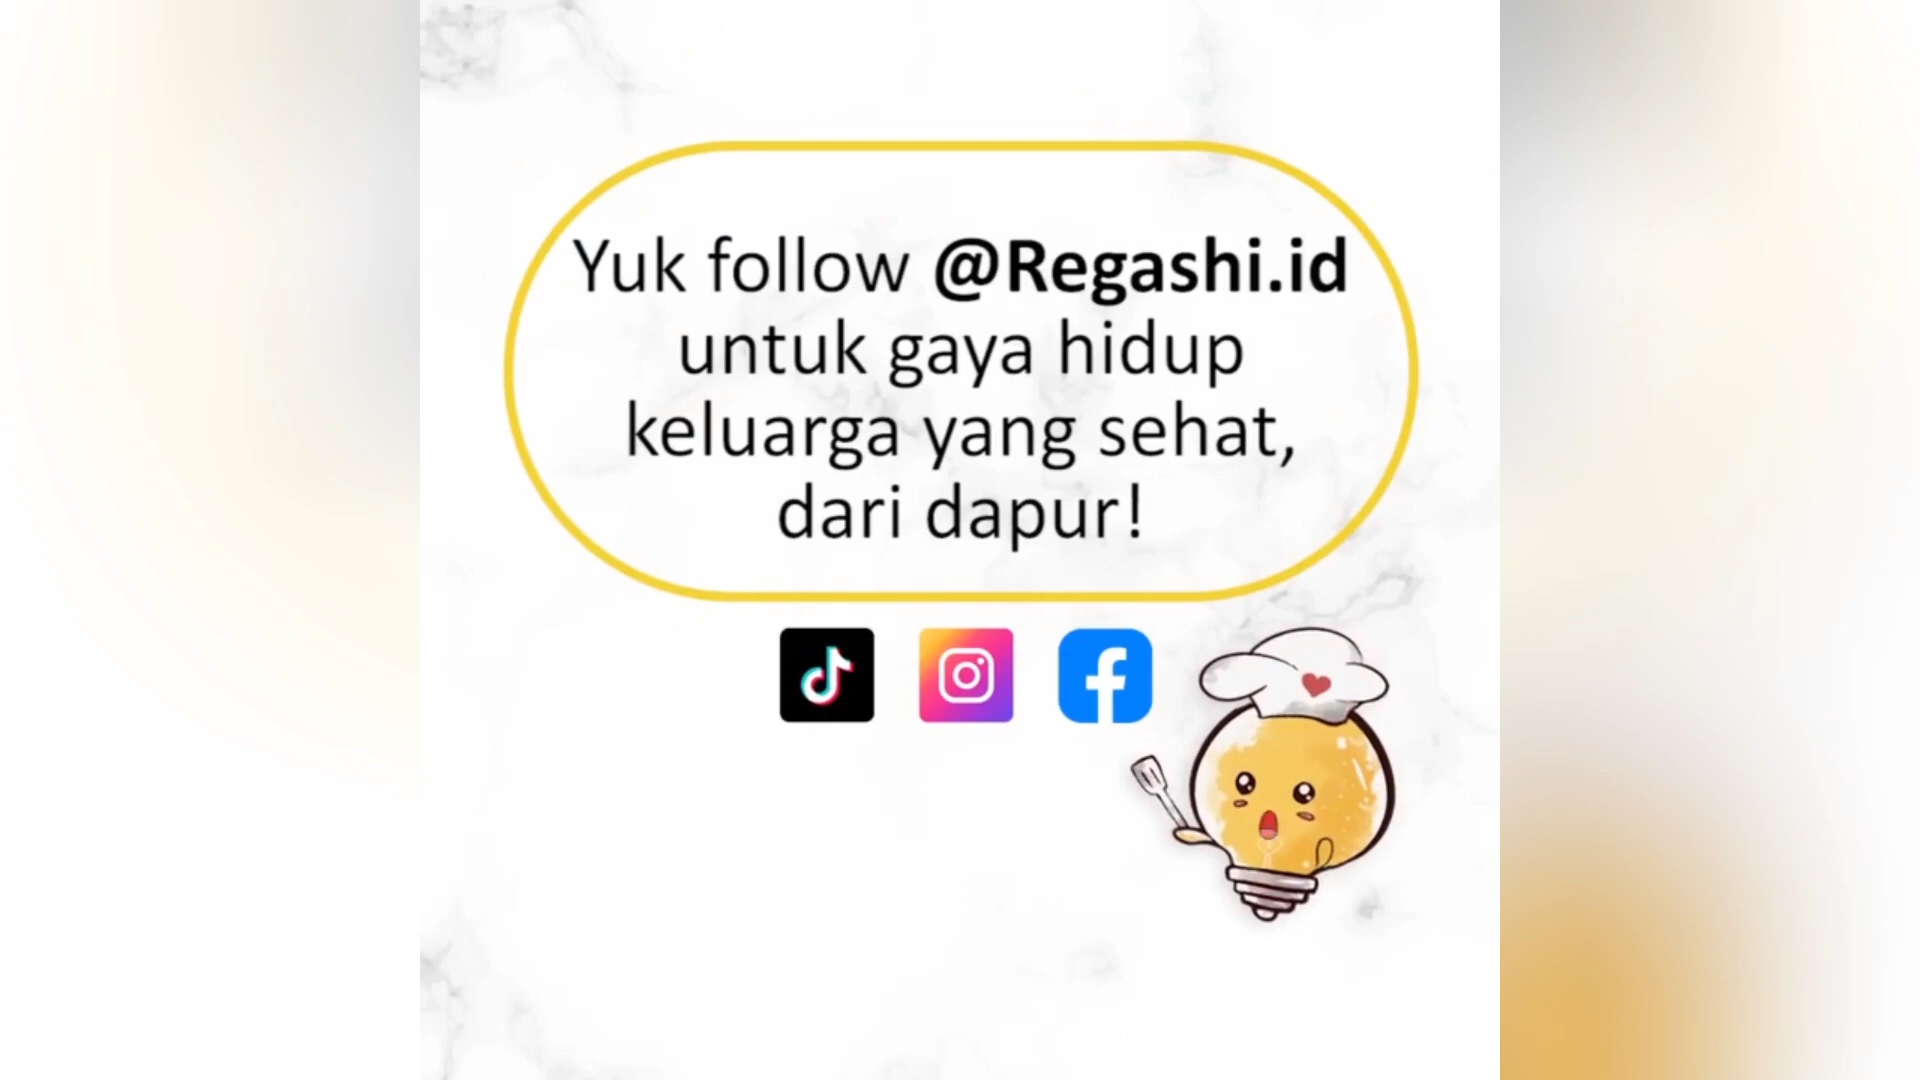 Yuk follow @Regashi.id
untuk gaya hidup
keluarga yang sehat,
dari dapur!